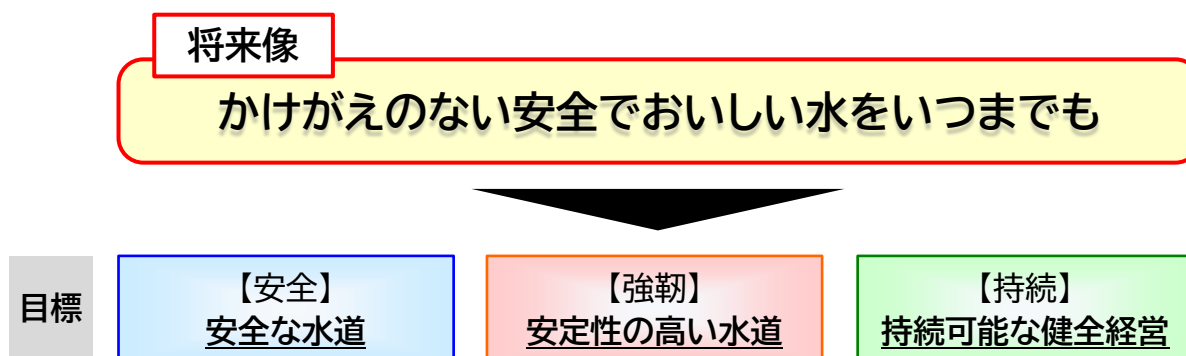 将来像
かけがえのない安全でおいしい水をいつまでも
目標
【安全】
安全な水道
【強靭】
安定性の高い水道
【持続】
持続可能な健全経営